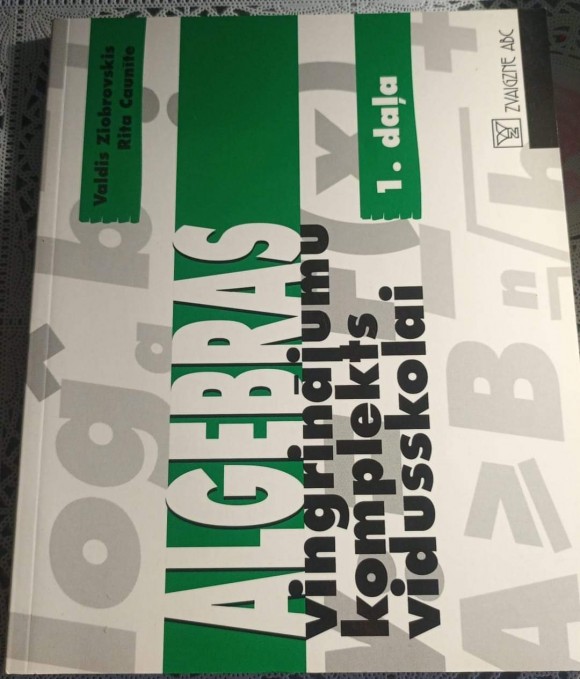 Valdis Zlobrovskis
Rita Caunīte
ALGEBRAS
vingrinājumu
komplekts
vidusskolai
1. daļa
ZVAIGZNE ABC